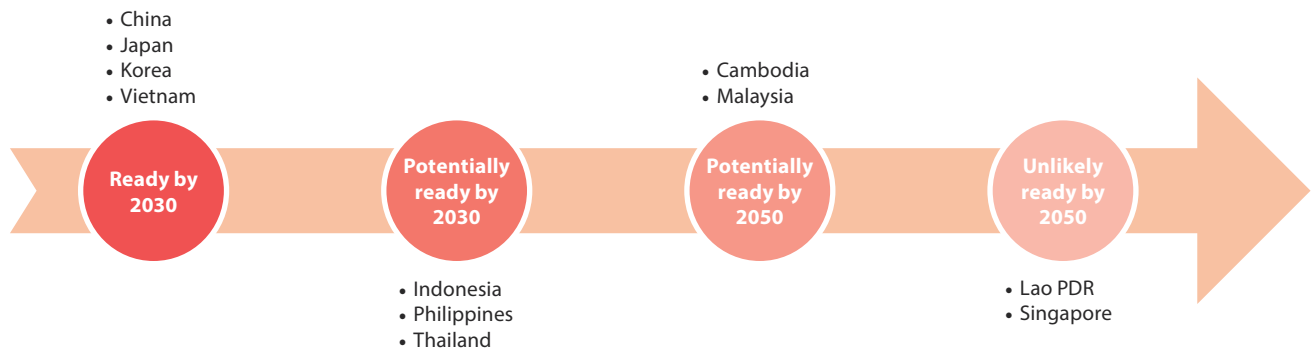 • China
• Japan
• Korea
• Vietnam
Ready by
2030
Potentially
ready by
2030
• Indonesia
• Philippines
• Thailand
• Cambodia
• Malaysia
Potentially
ready by
2050
Unlikely
ready by
2050
• Lao PDR
• Singapore